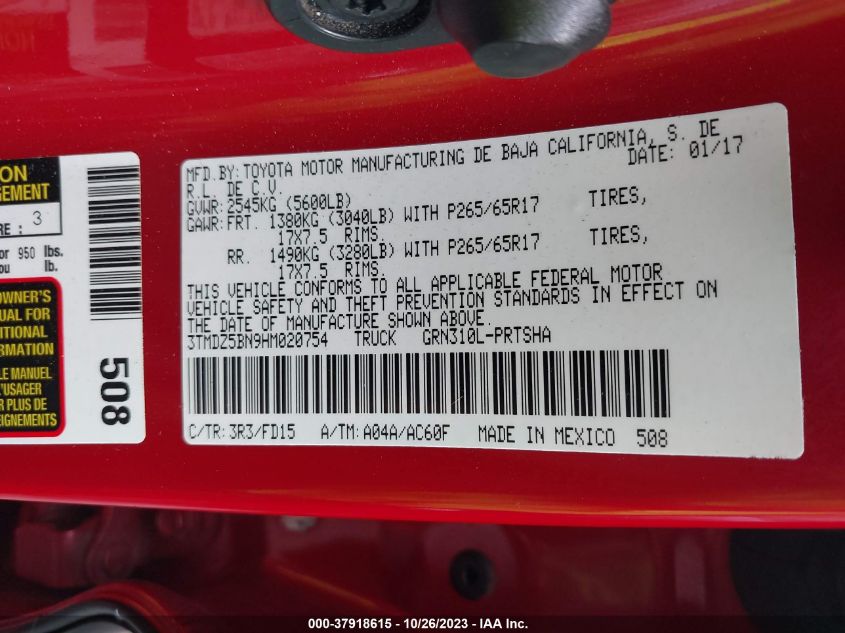 ON
GEMENT
RE : 3
or 950 lbs.
ou lb.
OWNER'S
UAL FOR
ITIONAL
RMATION
LE MANUEL
'USAGER
R PLUS DE
EIGNEMENTS
508
MFD.BY:TOYOTA MOTOR MANUFACTURING DE BAJA CALIFORNIA, S. DE
R.L. DE C.V. DATE: 01/17
GVWR:2545KG (5600LB)
GAWR:FRT. 1380KG (3040LB) WITH P265/65R17 TIRES,
17X7.5 RIMS.
RR. 1490KG (3280LB) WITH P265/65R17 TIRES,
17X7.5 RIMS.
THIS VEHICLE CONFORMS TO ALL APPLICABLE FEDERAL MOTOR
VEHICLE SAFETY AND THEFT PREVENTION STANDARDS IN EFFECT ON
THE DATE OF MANUFACTURE SHOWN ABOVE.
3TMDZ5BN9HM020754 TRUCK GRN310L-PRTSHA
C/TR:3R3/FD15 A/TM:A04A/AC60F MADE IN MEXICO 508
000-37918615 - 10/26/2023 - IAA Inc.